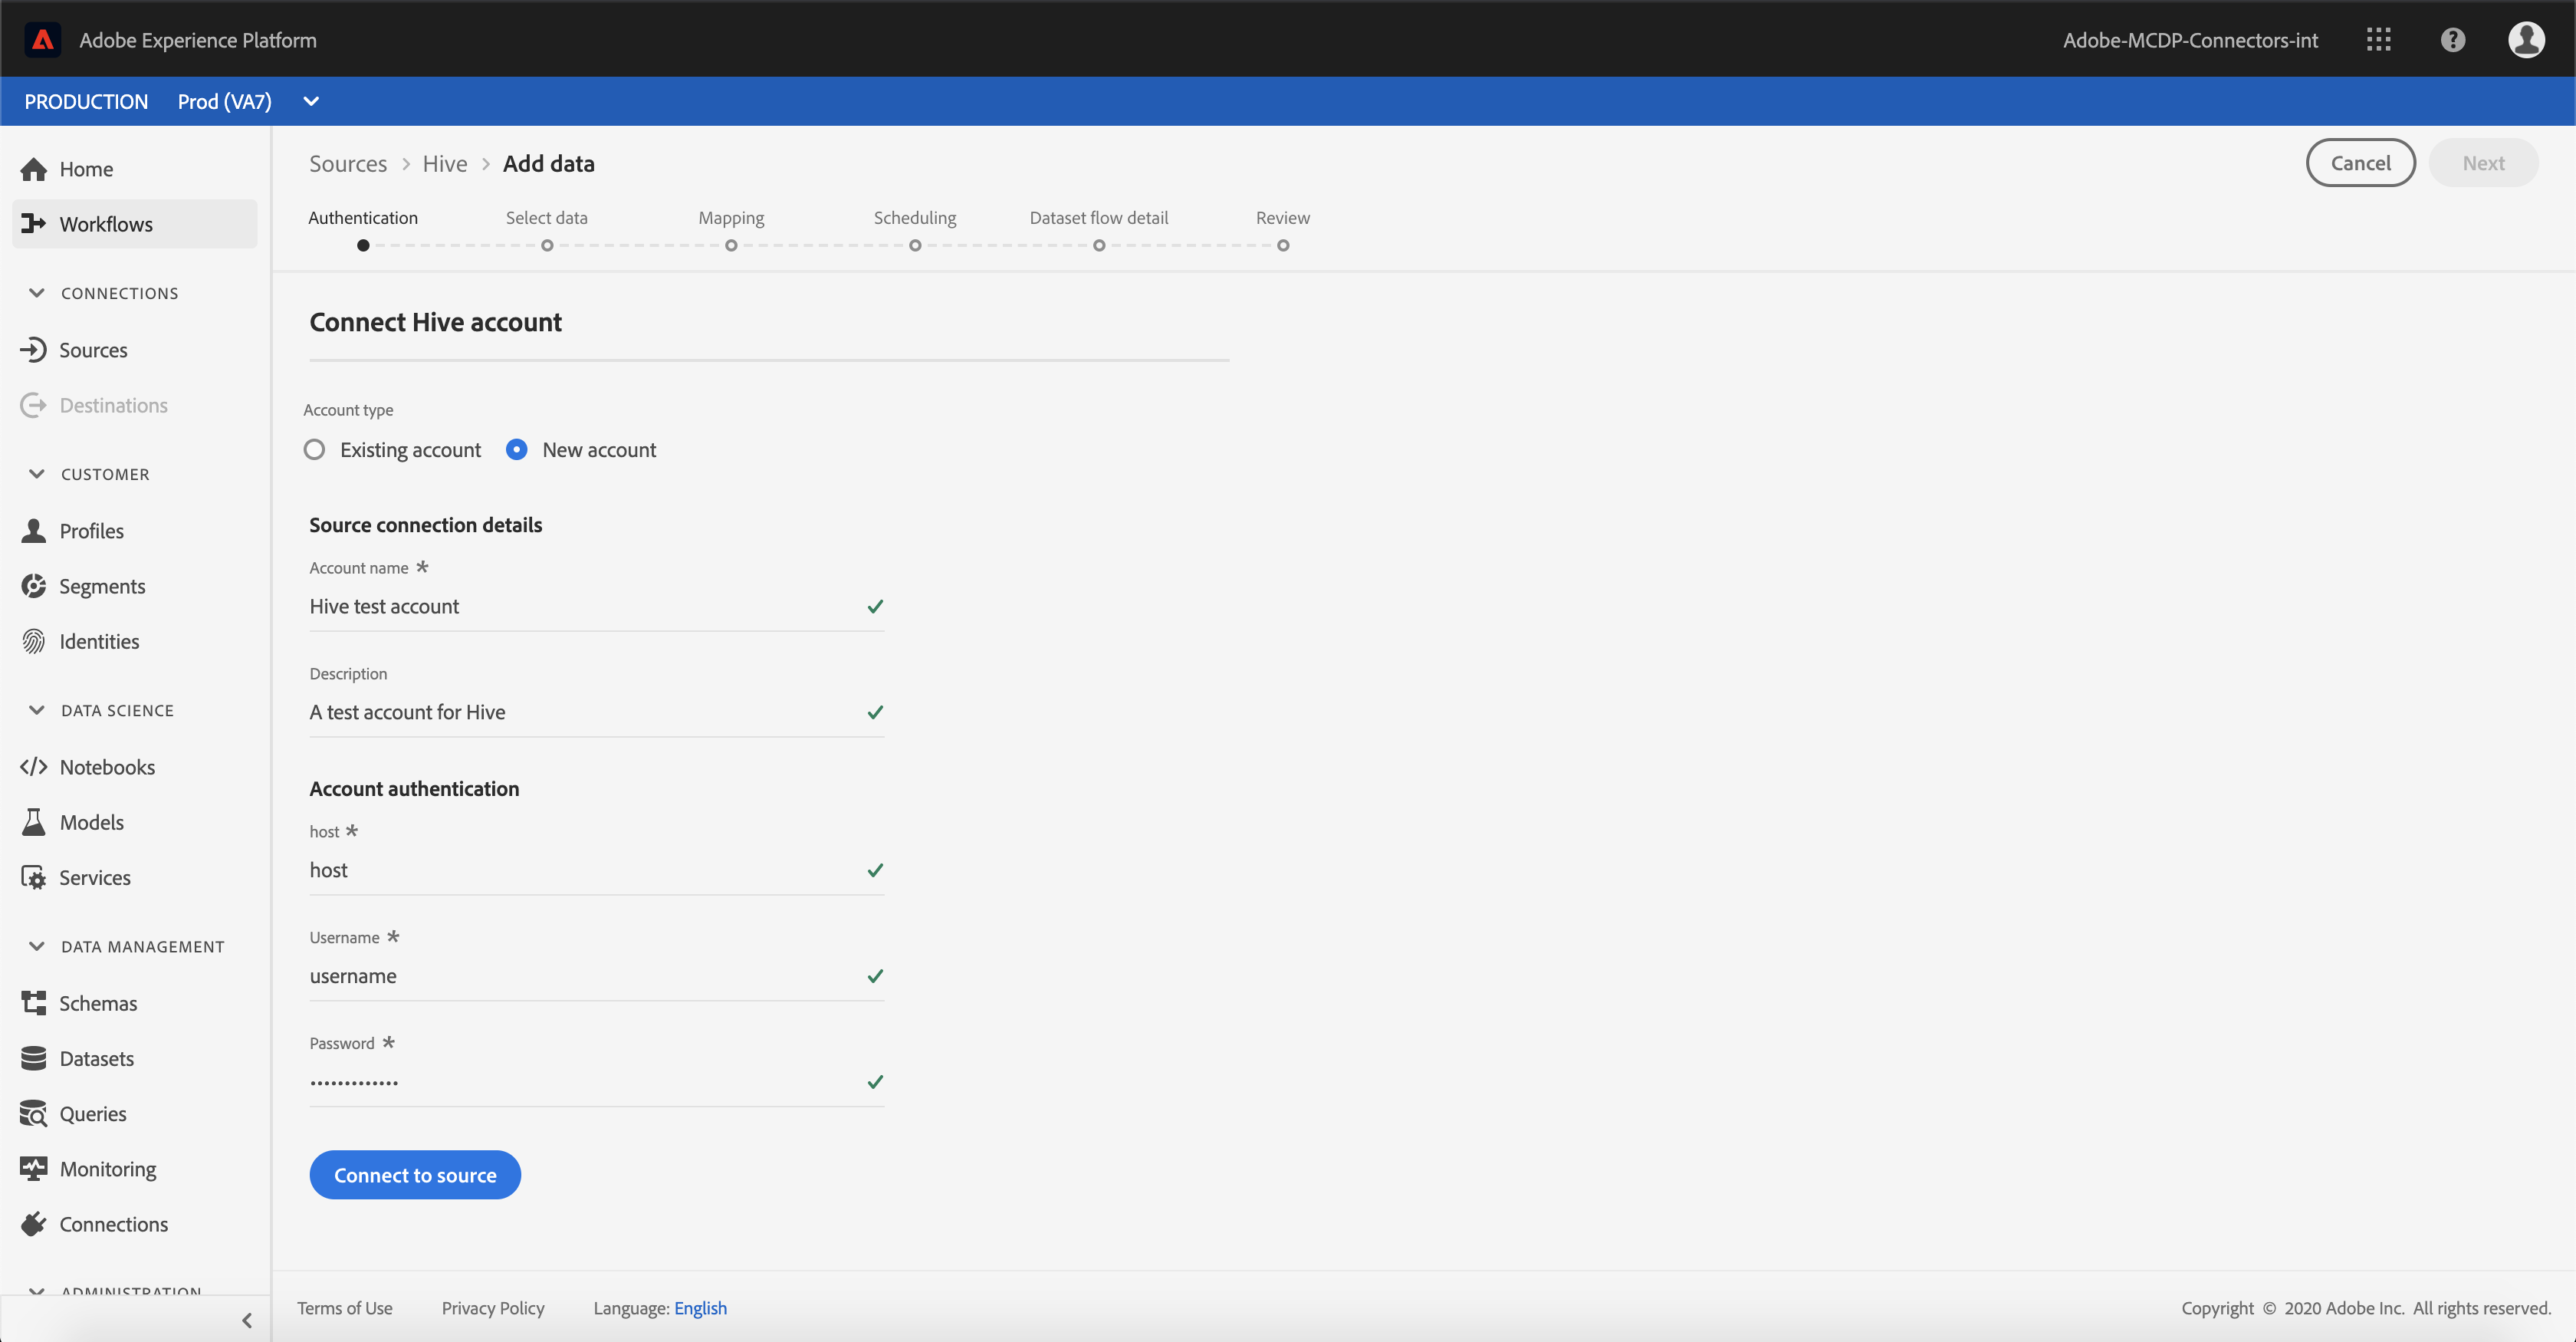 Adobe Experience Platform
Adobe-MCDP-Connectors-int
PRODUCTION Prod (VA7)
Home
Workflows
CONNECTIONS
Sources
Destinations
CUSTOMER
Profiles
Segments
Identities
DATA SCIENCE
Notebooks
Models
Services
DATA MANAGEMENT
Schemas
Datasets
Queries
Monitoring
Connections
ADMINISTRATION
Sources > Hive > Add data
Cancel Next
Authentication Select data Mapping Scheduling Dataset flow detail Review
Connect Hive account
Account type
Existing account New account
Source connection details
Account name *
Hive test account
Description
A test account for Hive
Account authentication
host *
host
Username *
username
Password *
•••••••••••••
Connect to source
Terms of Use Privacy Policy Language: English
Copyright © 2020 Adobe Inc. All rights reserved.